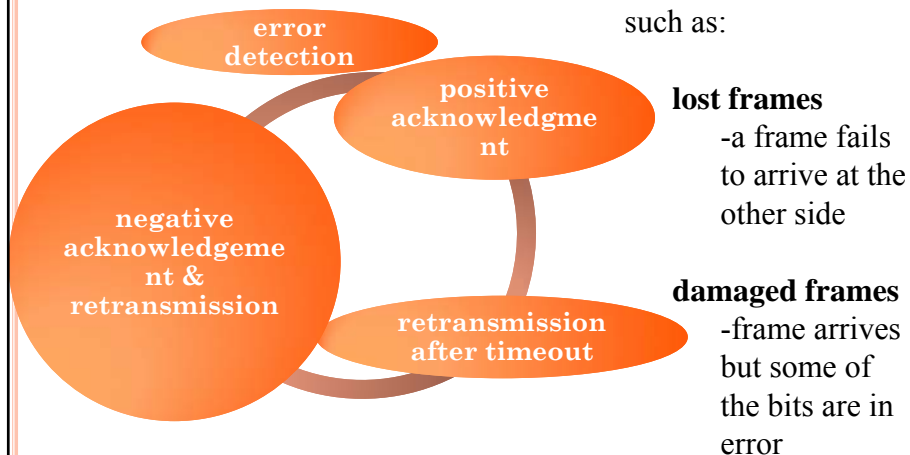 error
detection
positive
acknowledgme
nt
negative
acknowledgeme
nt &
retransmission
retransmission
after timeout
such as:
lost frames
-a frame fails
to arrive at the
other side
damaged frames
-frame arrives
but some of
the bits are in
error